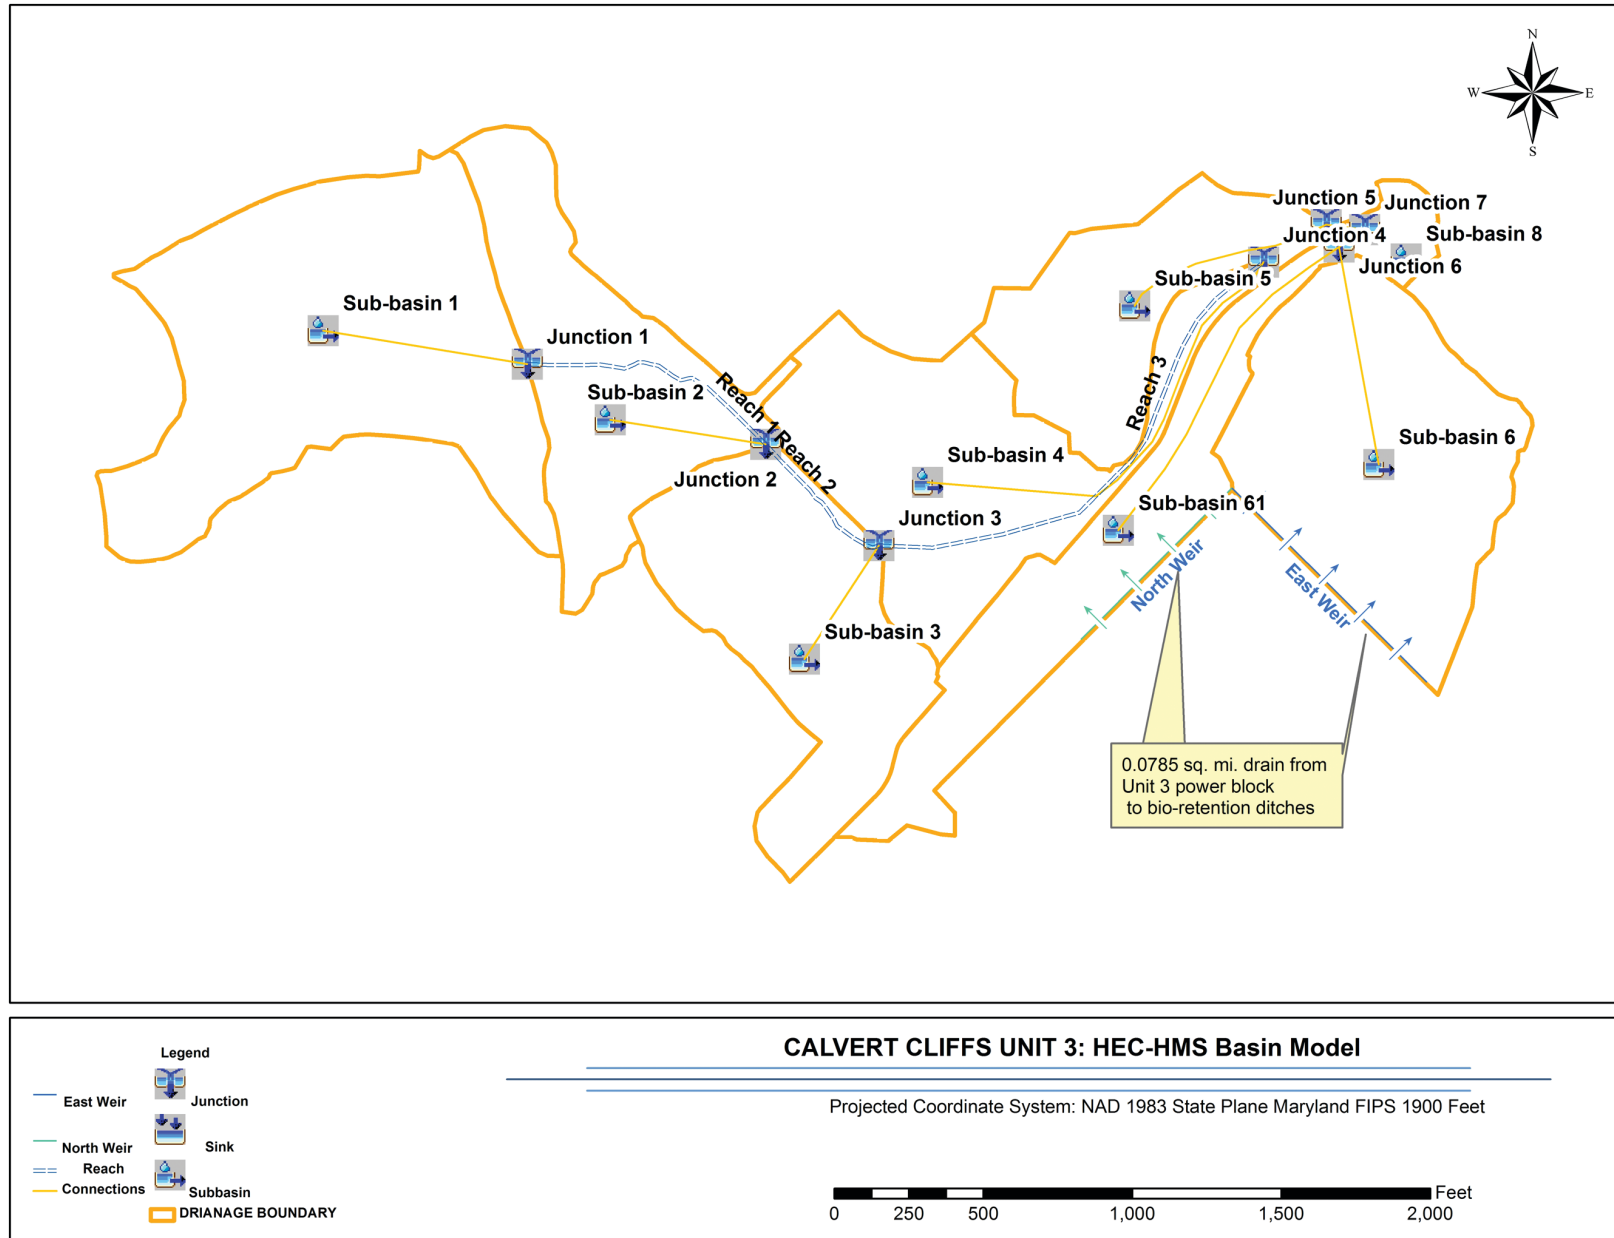 N
W
E
S
Junction 5
Junction 7
Junction 4
Sub-basin 8
Junction 6
Sub-basin 5
Sub-basin 1
Junction 1
Reach 3
Reach 1
Sub-basin 2
Reach 2
Junction 2
Sub-basin 4
Sub-basin 6
Sub-basin 61
Junction 3
North Weir
East Weir
Sub-basin 3
0.0785 sq. mi. drain from
Unit 3 power block
to bio-retention ditches
Legend
East Weir
North Weir
Reach
Connections
Junction
Sink
Subbasin
DRIANAGE BOUNDARY
CALVERT CLIFFS UNIT 3: HEC-HMS Basin Model
Projected Coordinate System: NAD 1983 State Plane Maryland FIPS 1900 Feet
Feet
0 250 500 1,000 1,500 2,000